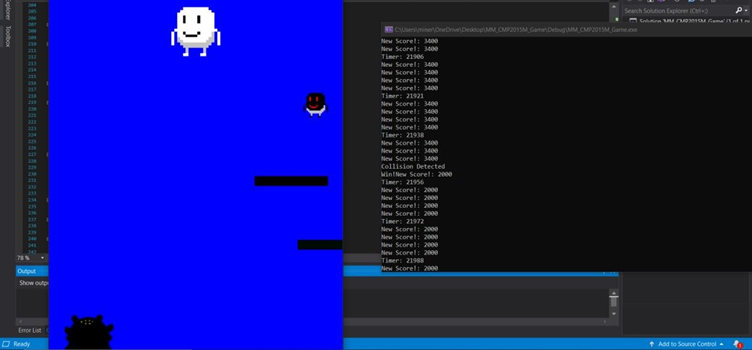 Explorer
Toolbox
Search Solution Explorer (Ctrl+;)
Solution 'MM_CMP2015M_Game' (1 of 1 pr
C:\Users\miner\OneDrive\Desktop\MM_CMP2015M_Game\Debug\MM_CMP2015M_Game.exe
New Score!: 3400
New Score!: 3400
Timer: 21906
New Score!: 3400
New Score!: 3400
New Score!: 3400
New Score!: 3400
Timer: 21921
New Score!: 3400
New Score!: 3400
New Score!: 3400
New Score!: 3400
Timer: 21938
New Score!: 3400
New Score!: 3400
New Score!: 3400
Collision Detected
Win!New Score!: 2000
Timer: 21956
New Score!: 2000
New Score!: 2000
New Score!: 2000
New Score!: 2000
Timer: 21972
New Score!: 2000
New Score!: 2000
New Score!: 2000
New Score!: 2000
Timer: 21988
New Score!: 2000
78 %
Output
Show outpu
Error List
Ready
Add to Source Control